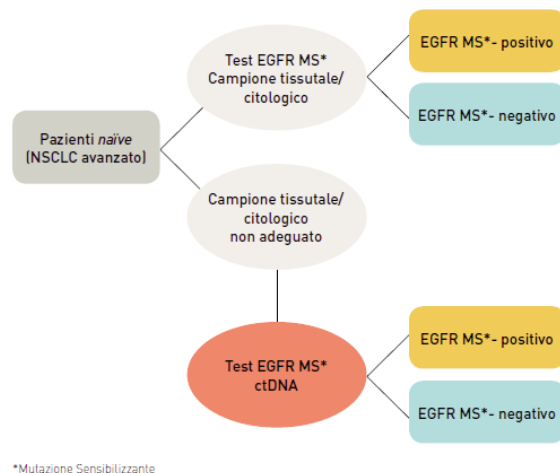 Test EGFR MS*
Campione tissutale/
citologico
EGFR MS*- positivo
EGFR MS*- negativo
Pazienti naïve
(NSCLC avanzato)
Campione tissutale/
citologico
non adeguato
Test EGFR MS*
ctDNA
EGFR MS*- positivo
EGFR MS*- negativo
*Mutazione Sensibilizzante